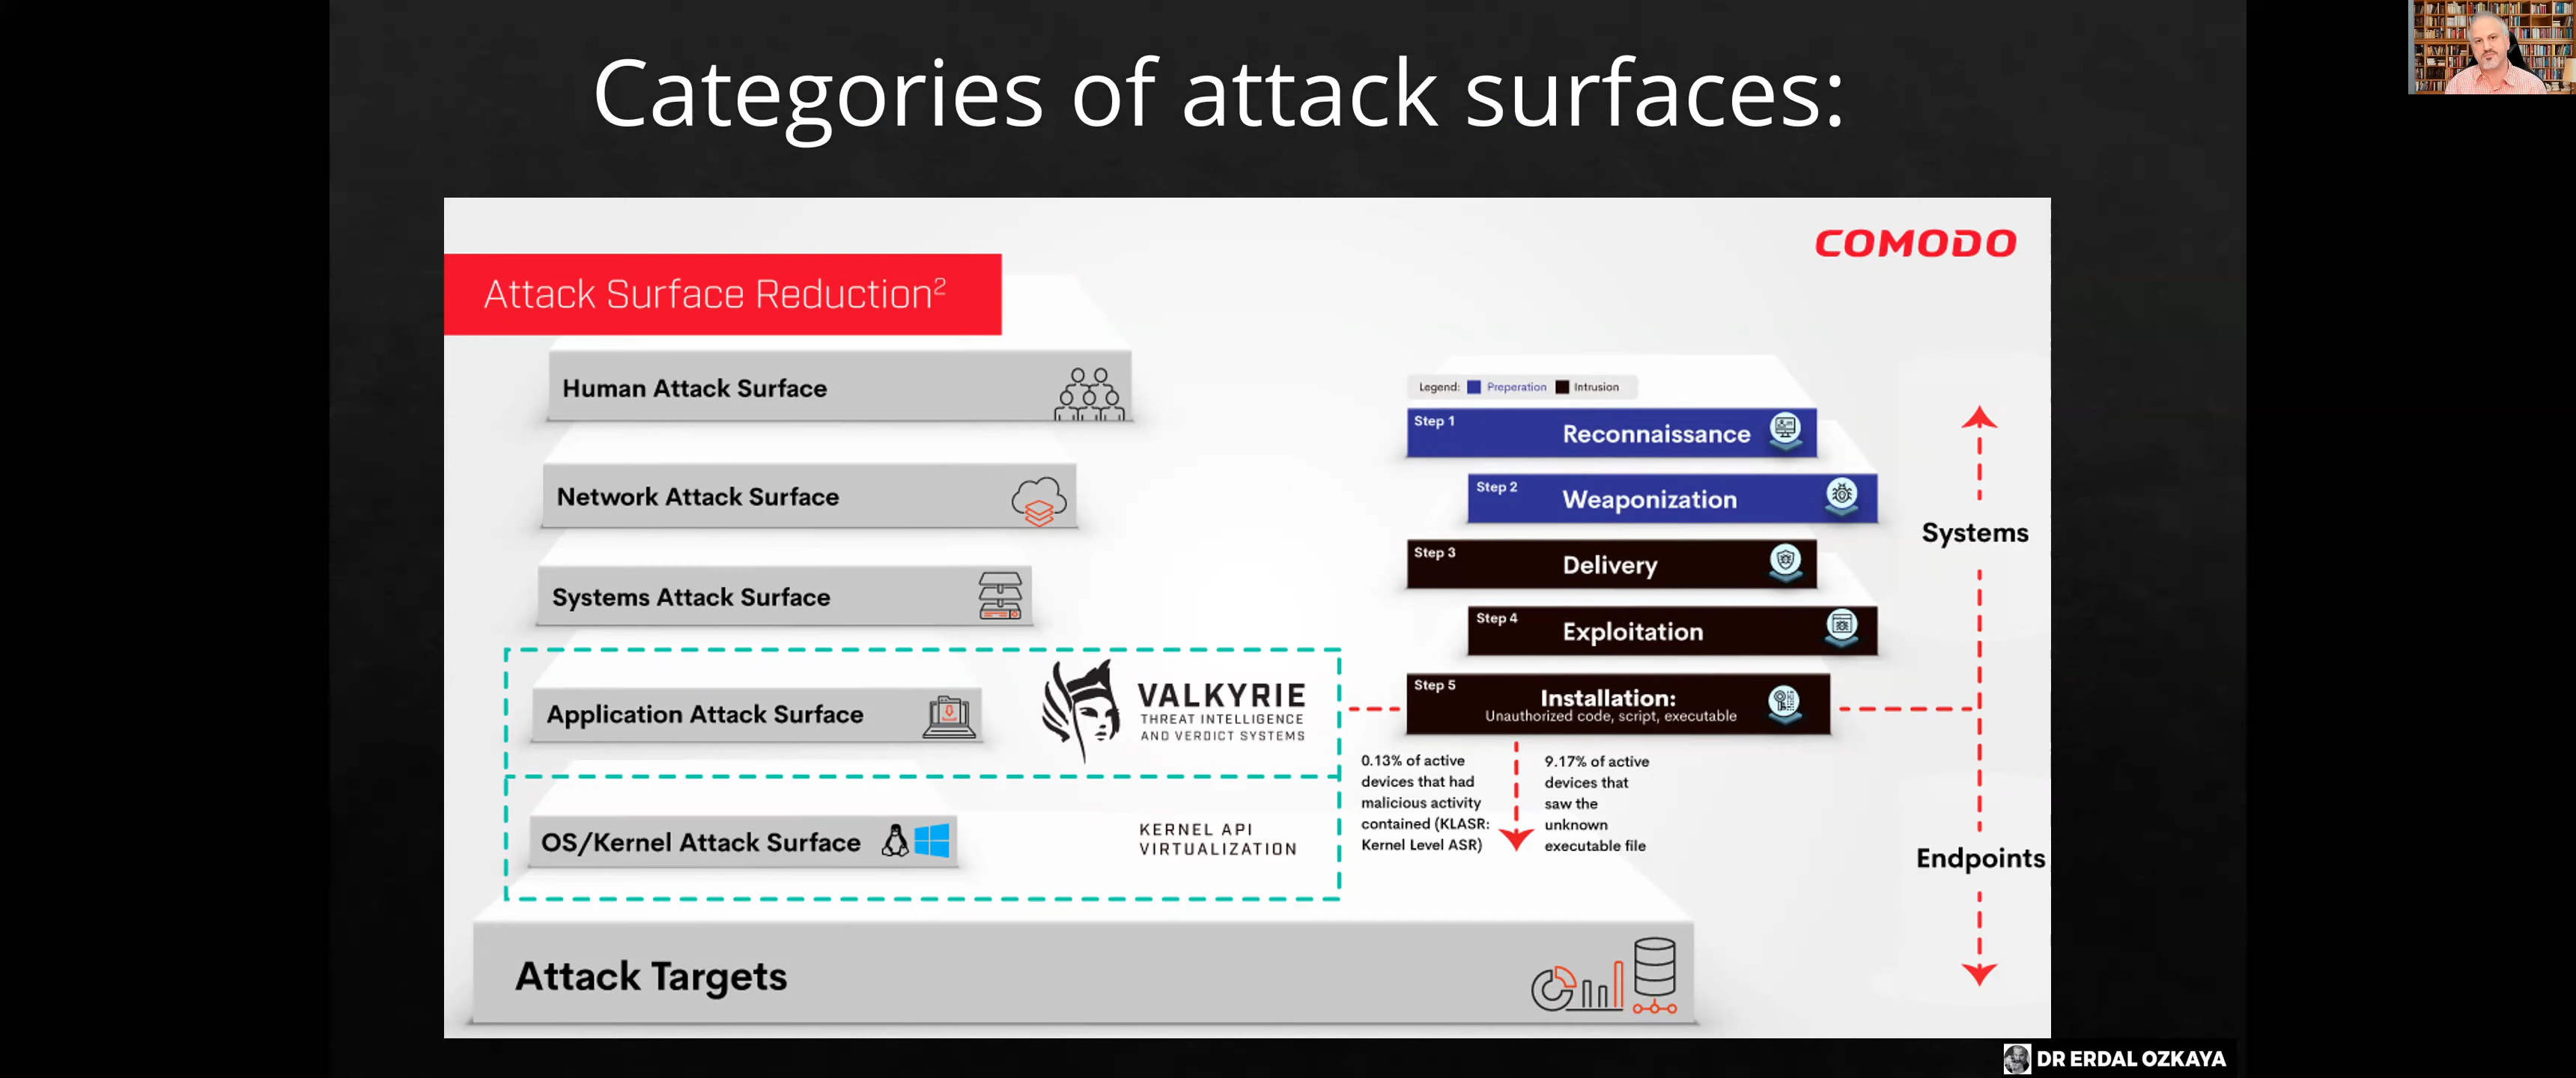 Categories of attack surfaces:
COMODO
Attack Surface Reduction²
Human Attack Surface
Network Attack Surface
Systems Attack Surface
Application Attack Surface
VALKYRIE
THREAT INTELLIGENCE
AND VERDICT SYSTEMS
OS/Kernel Attack Surface
KERNEL API
VIRTUALIZATION
Attack Targets
Legend: Preperation Intrusion
Step 1
Reconnaissance
Step 2
Weaponization
Step 3
Delivery
Step 4
Exploitation
Step 5
Installation:
Unauthorized code, script, executable
0.13% of active
devices that had
malicious activity
contained (KLASR:
Kernel Level ASR)
9.17% of active
devices that
saw the
unknown
executable file
Systems
Endpoints
DR ERDAL OZKAYA